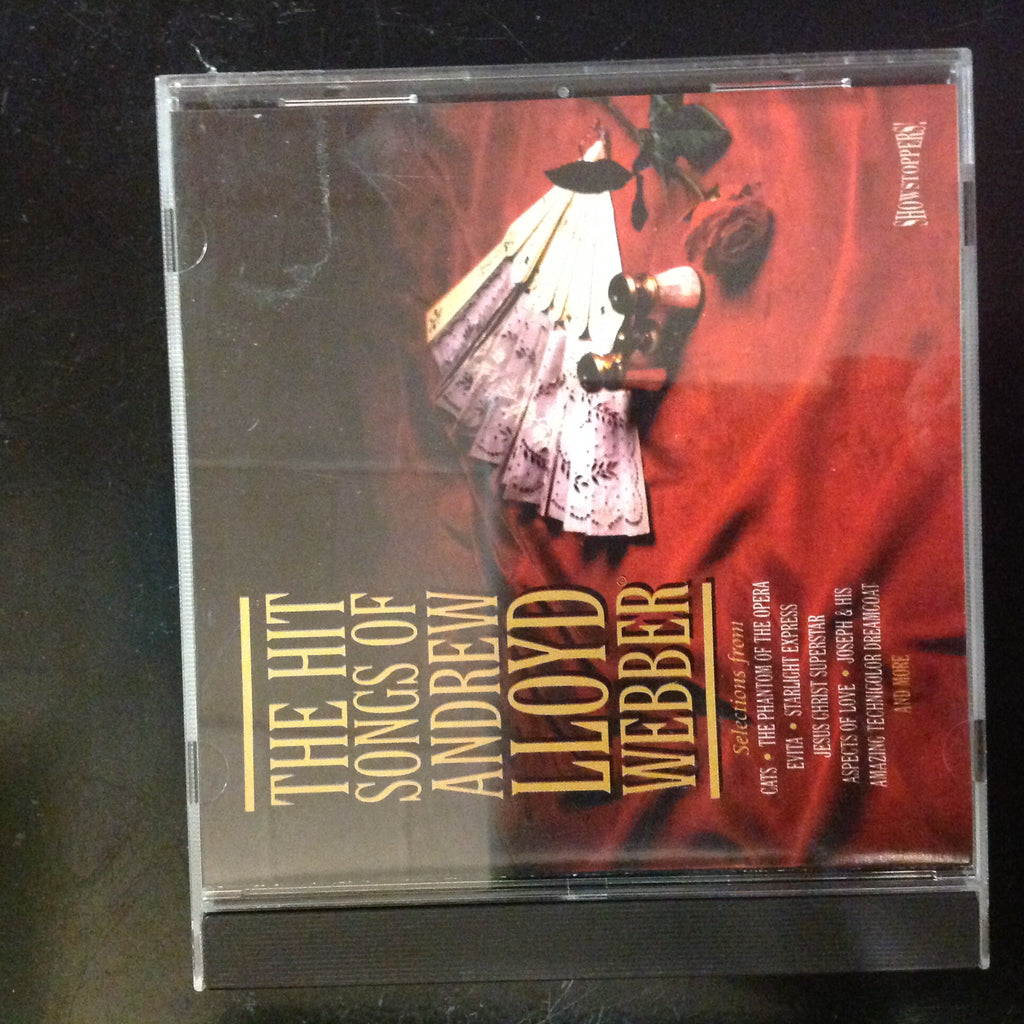 THE HIT
SONGS OF
ANDREW
LLOYD
WEBBER®
Selections from
CATS • THE PHANTOM OF THE OPERA
EVITA • STARLIGHT EXPRESS
JESUS CHRIST SUPERSTAR
ASPECTS OF LOVE • JOSEPH & HIS
AMAZING TECHNICOLOR DREAMCOAT
AND MORE
SHOWSTOPPERS!